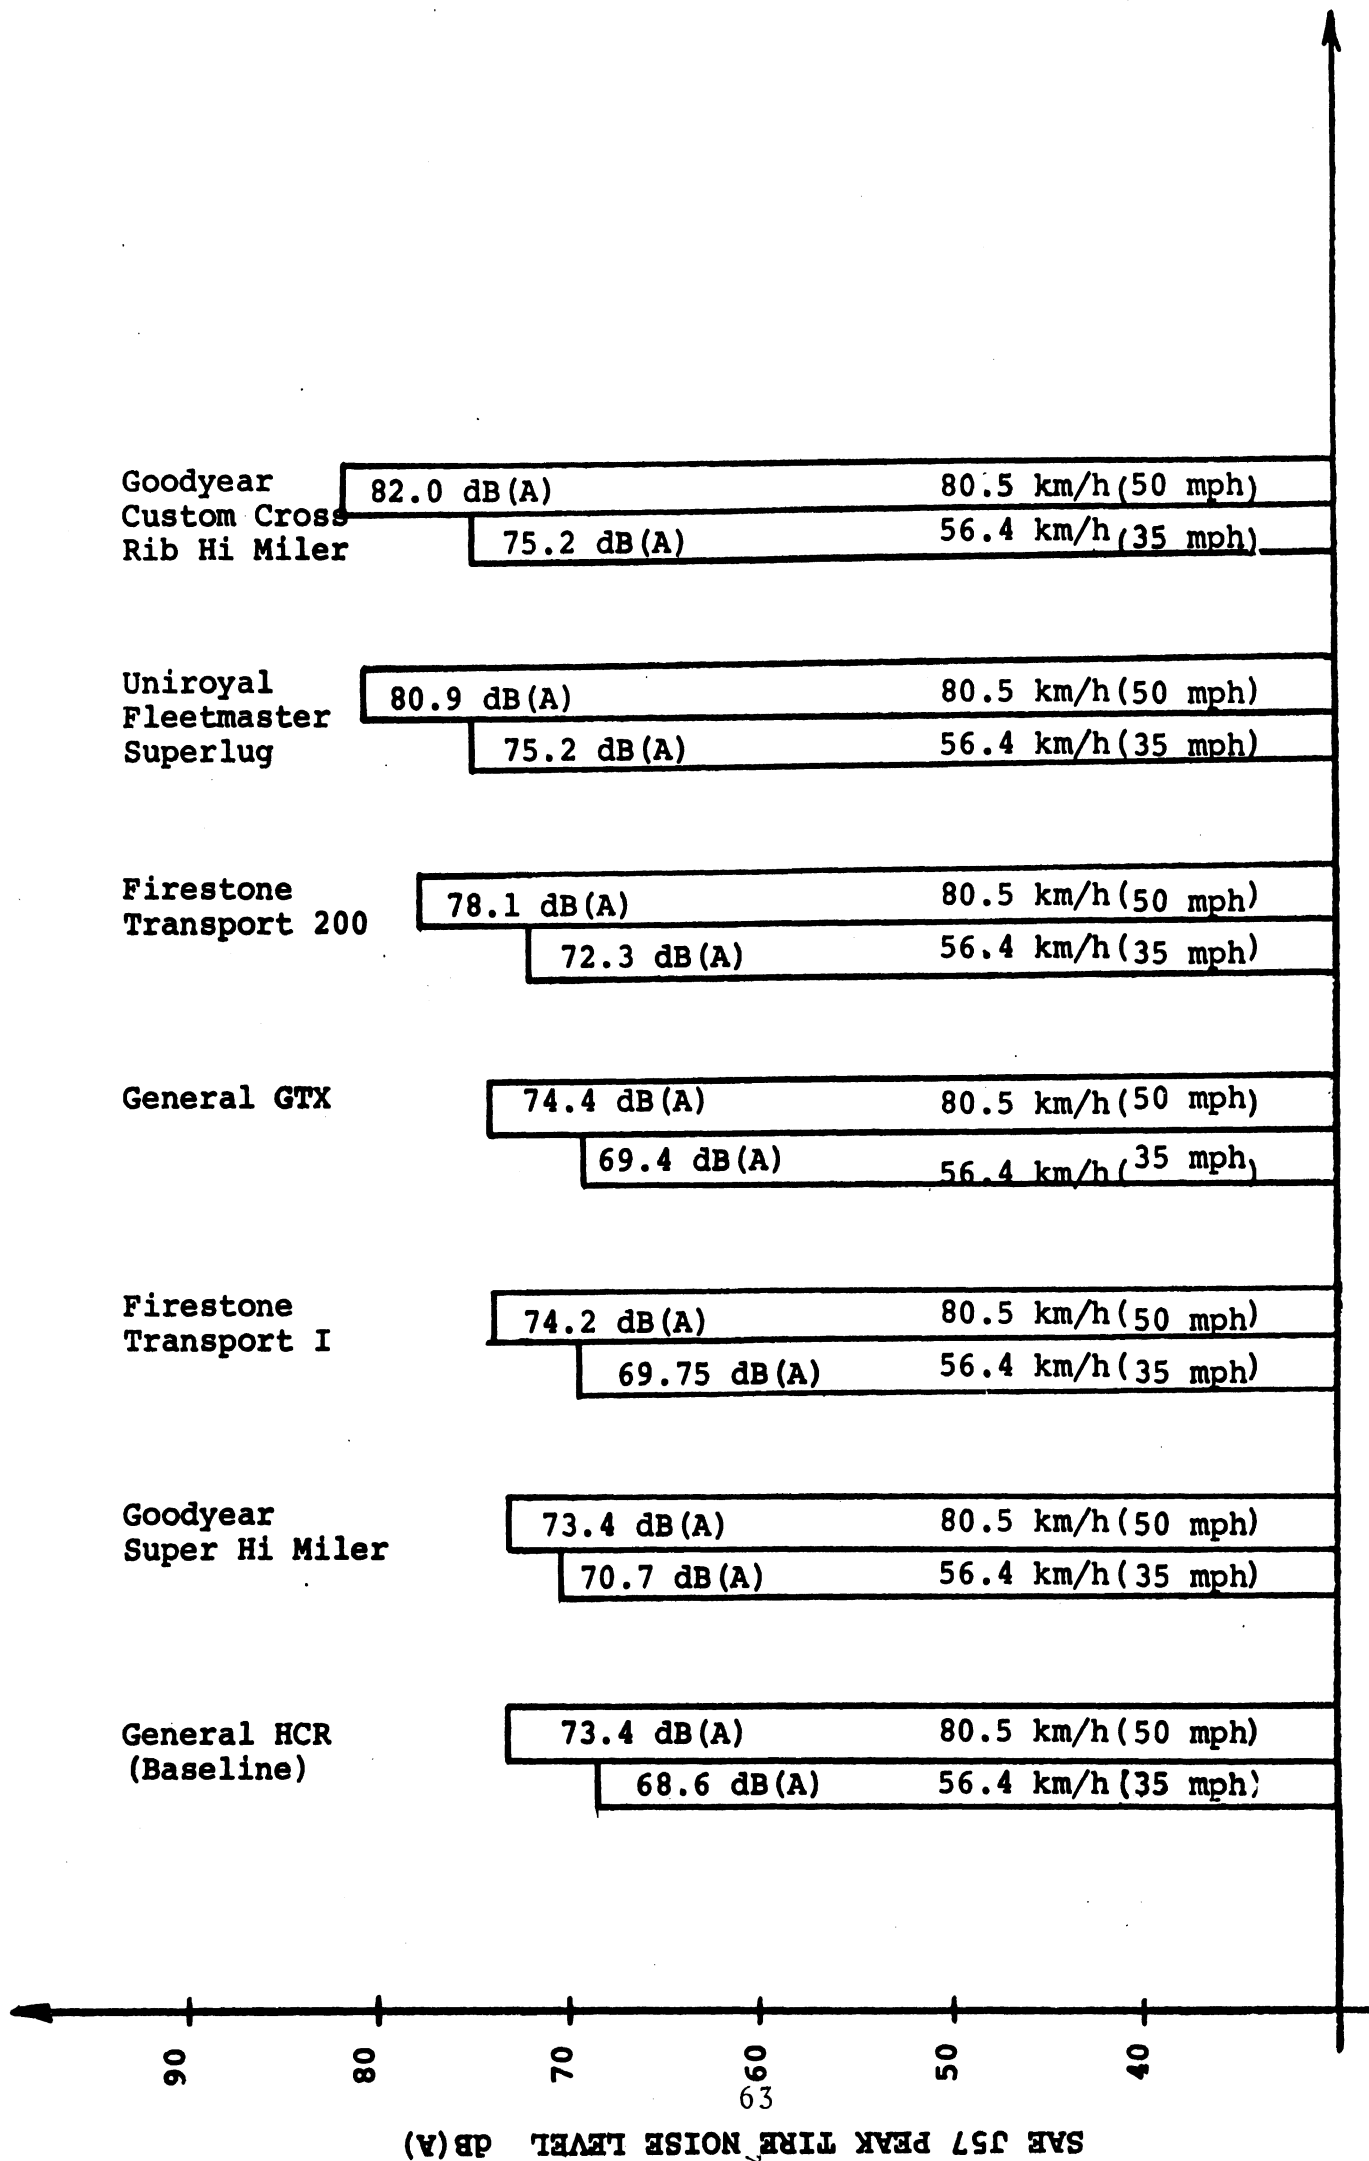 Goodyear
Custom Cross
Rib Hi Miler
82.0 dB(A) 80.5 km/h(50 mph)
75.2 dB(A) 56.4 km/h(35 mph)
Uniroyal
Fleetmaster
Superlug
80.9 dB(A) 80.5 km/h(50 mph)
75.2 dB(A) 56.4 km/h(35 mph)
Firestone
Transport 200
78.1 dB(A) 80.5 km/h(50 mph)
72.3 dB(A) 56.4 km/h(35 mph)
General GTX
74.4 dB(A) 80.5 km/h(50 mph)
69.4 dB(A) 56.4 km/h(35 mph)
Firestone
Transport I
74.2 dB(A) 80.5 km/h(50 mph)
69.75 dB(A) 56.4 km/h(35 mph)
Goodyear
Super Hi Miler
73.4 dB(A) 80.5 km/h(50 mph)
70.7 dB(A) 56.4 km/h(35 mph)
General HCR
(Baseline)
73.4 dB(A) 80.5 km/h(50 mph)
68.6 dB(A) 56.4 km/h(35 mph)
90 80 70 60 50 40
63
SAE J57 PEAK TIRE NOISE LEVEL dB(A)